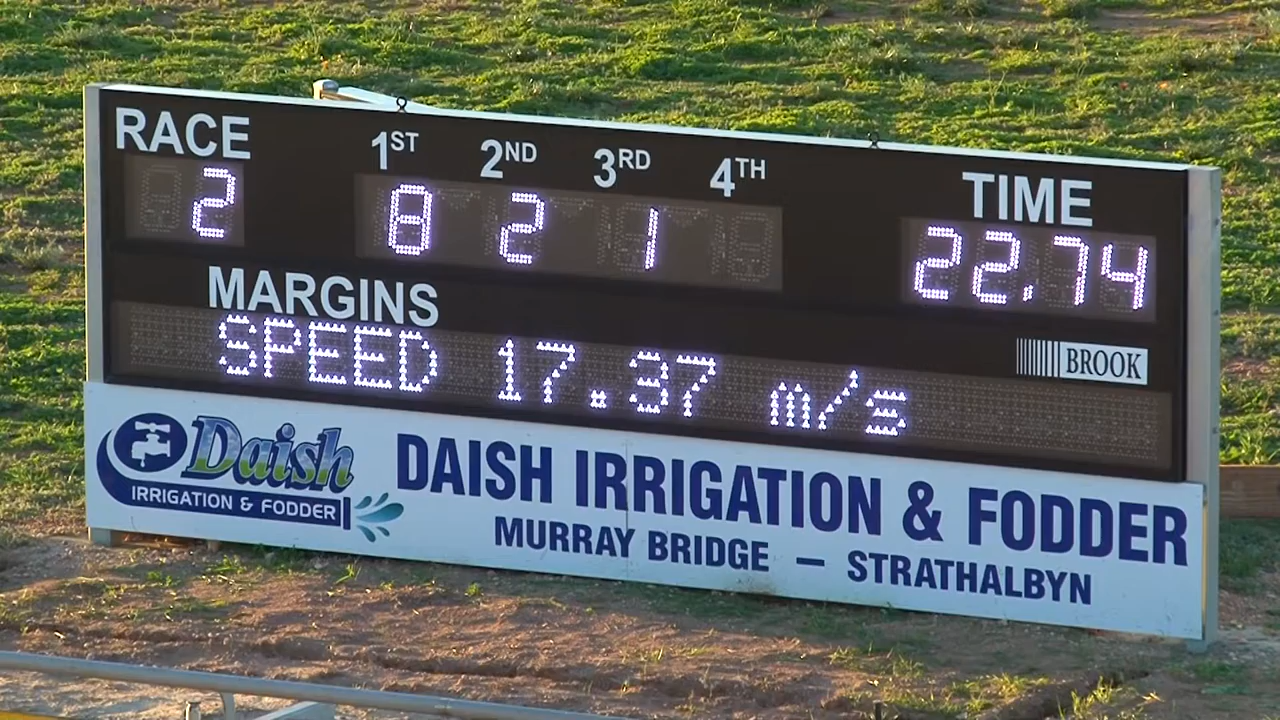 RACE 1ST 2ND 3RD 4TH TIME
2 8 2 1 22.74
MARGINS
SPEED 17.37 m/s
BROOK
Daish
IRRIGATION & FODDER
DAISH IRRIGATION & FODDER
MURRAY BRIDGE — STRATHALBYN